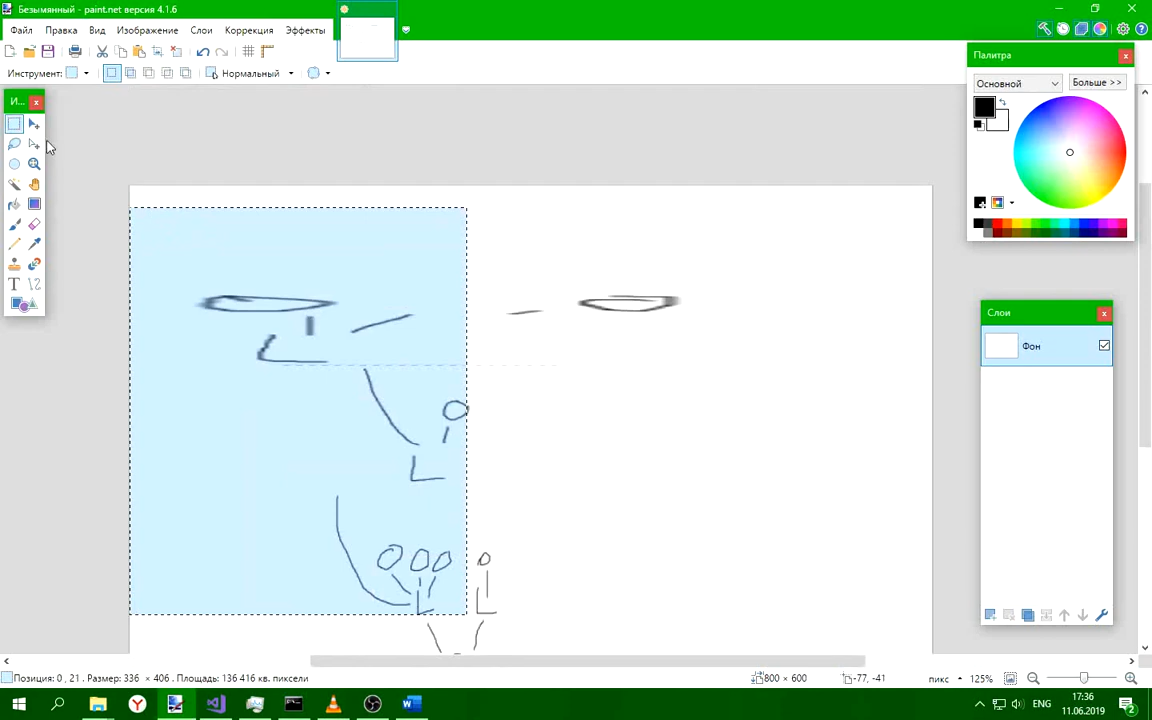 Безымянный - paint.net версия 4.1.6
Файл Правка Вид Изображение Слои Коррекция Эффекты
Инструмент: Нормальный
И...
Палитра
Основной Больше >>
Слои
Фон
Позиция: 0 , 21 . Размер: 336 × 406 . Площадь: 136 416 кв. пиксели
800 × 600
-77, -41
пикс 125%
ENG
17:36
11.06.2019